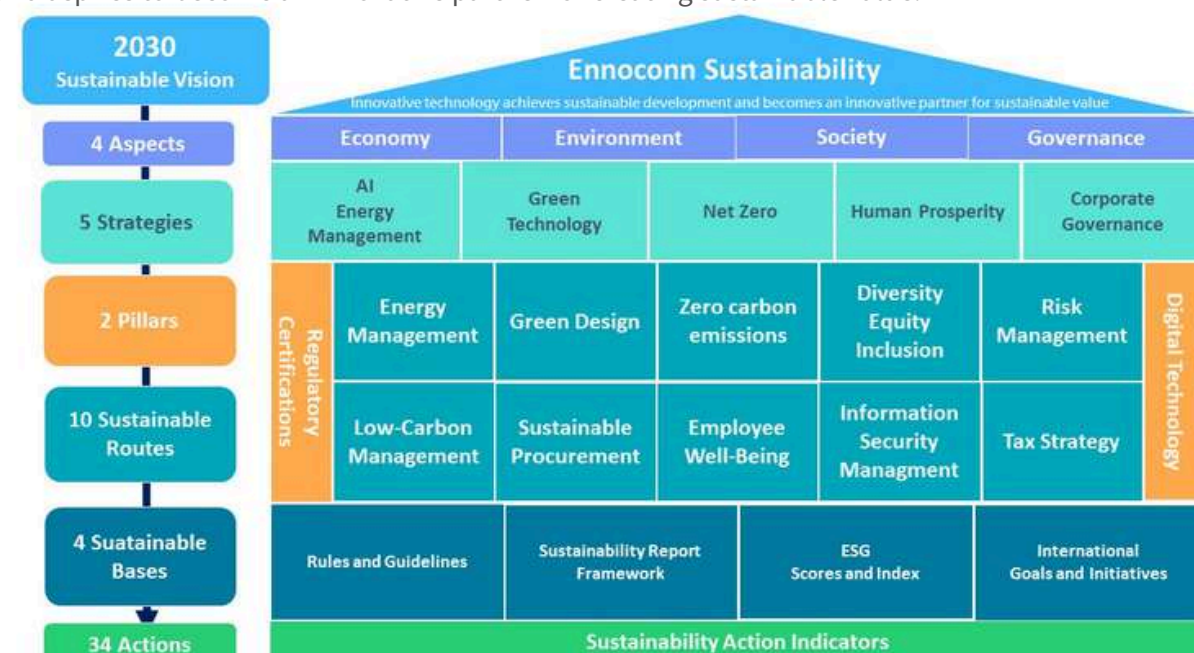 2030
Sustainable Vision
Ennoconn Sustainability
Innovative technology achieves sustainable development and becomes an innovative partner for sustainable value
4 Aspects
Economy
Environment
Society
Governance
5 Strategies
AI
Energy
Management
Green
Technology
Net Zero
Human Prosperity
Corporate
Governance
2 Pillars
Regulatory
Certifications
Energy
Management
Green Design
Zero carbon
emissions
Diversity
Equity
Inclusion
Risk
Management
Digital Technology
10 Sustainable
Routes
Low-Carbon
Management
Sustainable
Procurement
Employee
Well-Being
Information
Security
Managment
Tax Strategy
4 Suatainable
Bases
Rules and Guidelines
Sustainability Report
Framework
ESG
Scores and Index
International
Goals and Initiatives
34 Actions
Sustainability Action Indicators